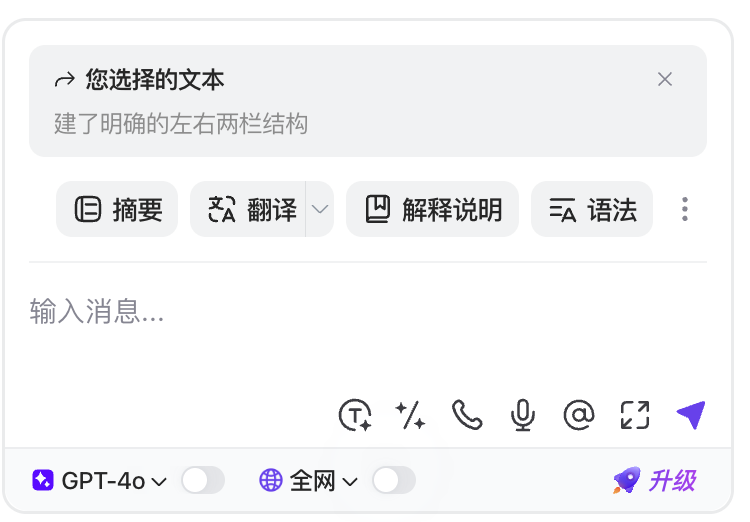 您选择的文本
建了明确的左右两栏结构
摘要 翻译 解释说明 语法
输入消息...
GPT-4o 全网 升级